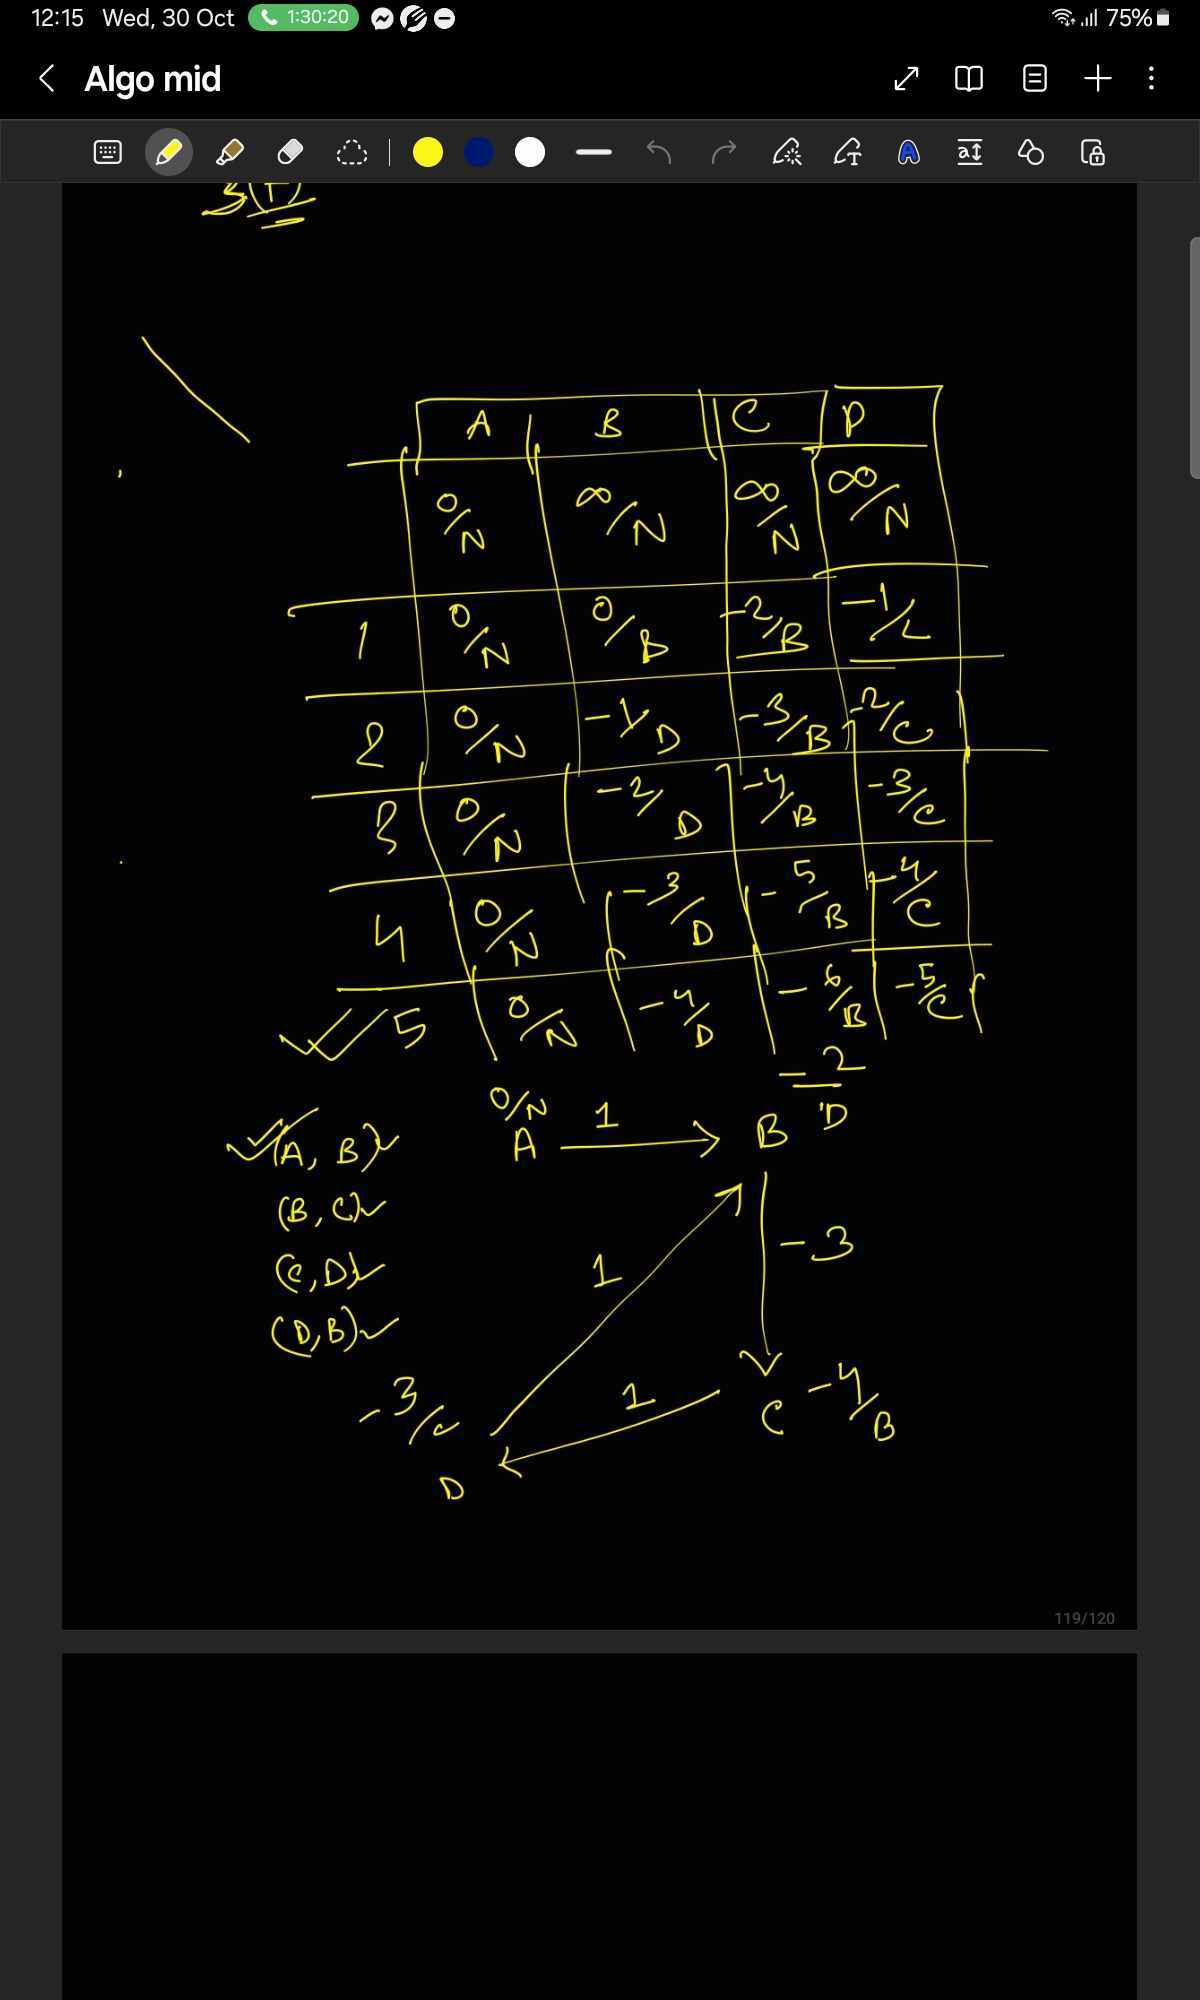 12:15 Wed, 30 Oct 1:30:20 75%
Algo mid
A B C D
0/N ∞/N ∞/N ∞/N
1 0/N 0/B -2/B -1/C
2 0/N -1/D -3/B -2/C
3 0/N -2/D -4/B -3/C
4 0/N -3/D -5/B -4/C
5 0/N -4/D -6/B -5/C
-2
0/N 1 D
(A, B) A B
(B, C)
-3
(C, D) 1
(D, B)
-3/C 1 C -4/B
D
119/120